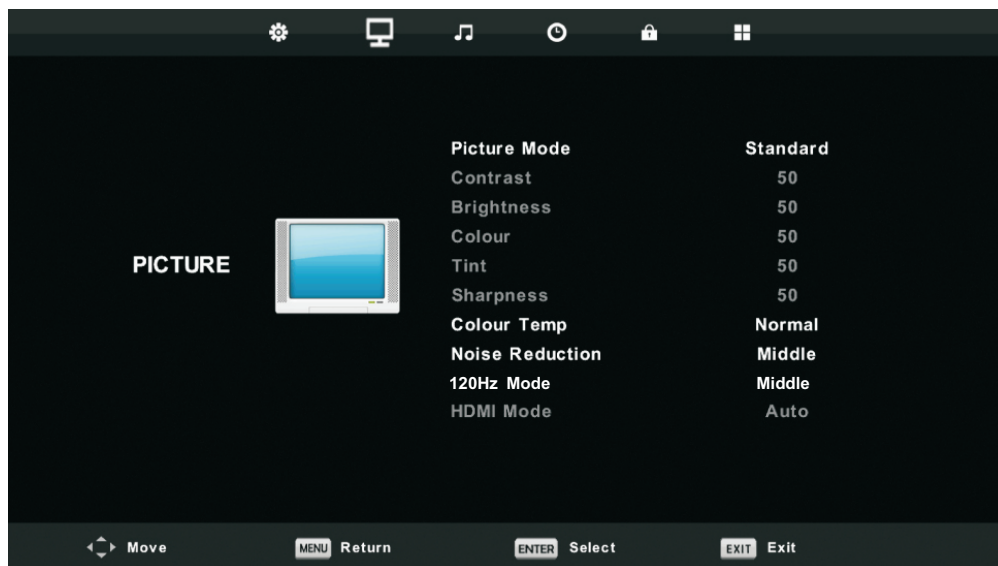 Picture Mode Standard
Contrast 50
Brightness 50
Colour 50
PICTURE
Tint 50
Sharpness 50
Colour Temp Normal
Noise Reduction Middle
120Hz Mode Middle
HDMI Mode Auto
Move MENU Return ENTER Select EXIT Exit